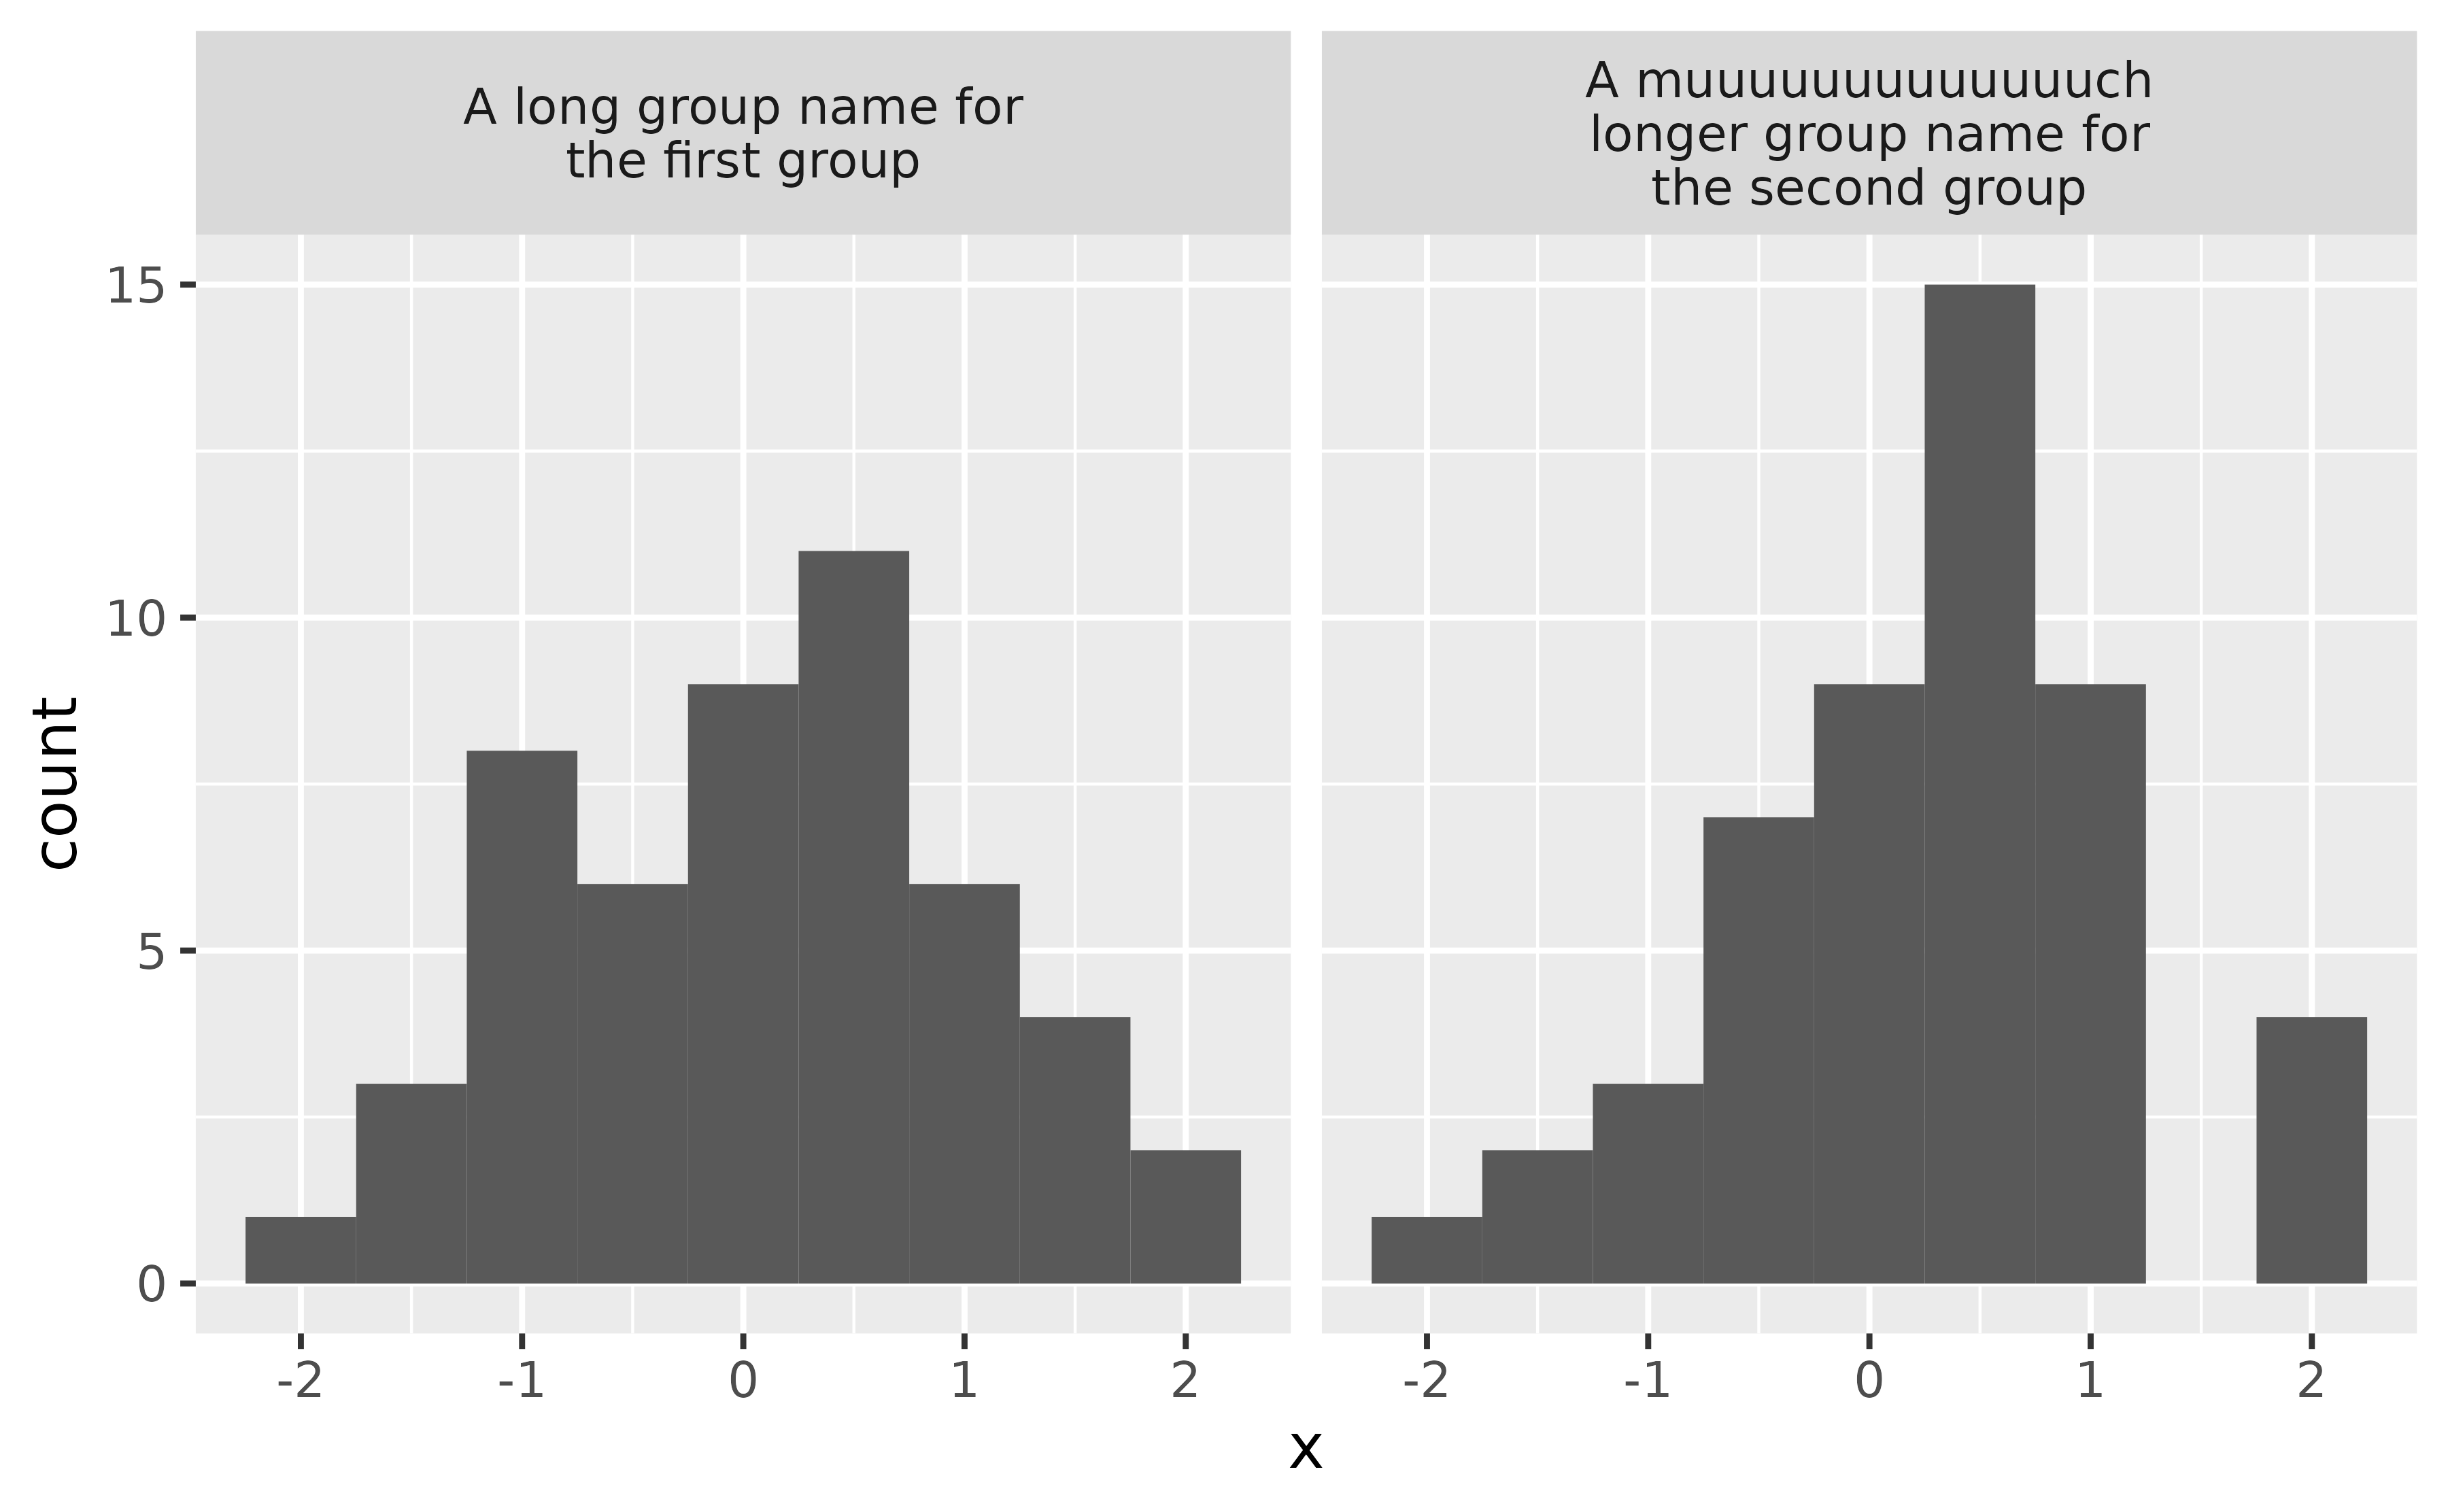 A long group name for
the first group
A muuuuuuuuuuuuuch
longer group name for
the second group
15
10
5
0
count
-2 -1 0 1 2
-2 -1 0 1 2
x